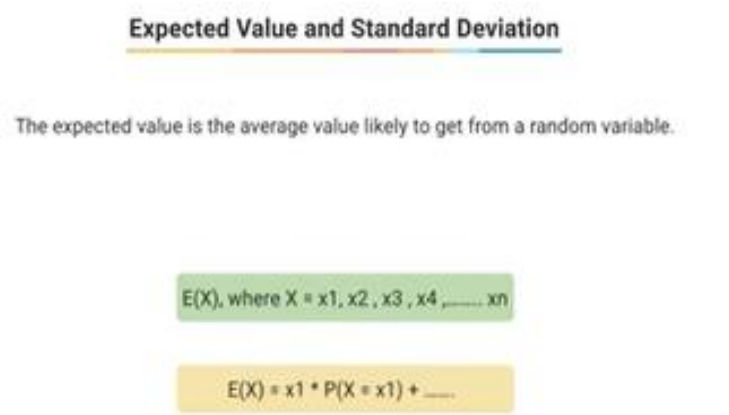 Expected Value and Standard Deviation
The expected value is the average value likely to get from a random variable.
E(X), where X = x1, x2 , x3 , x4 ,....... xn
E(X) = x1 * P(X = x1) + ......